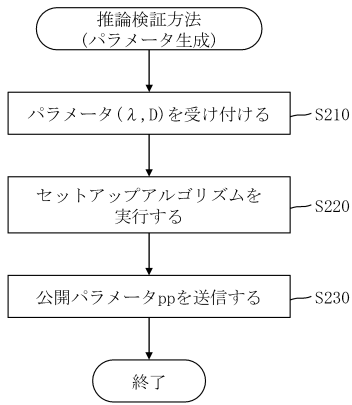 推論検証方法
(パラメータ生成)
パラメータ(λ,D)を受け付ける
S210
セットアップアルゴリズムを
実行する
S220
公開パラメータppを送信する
S230
終了